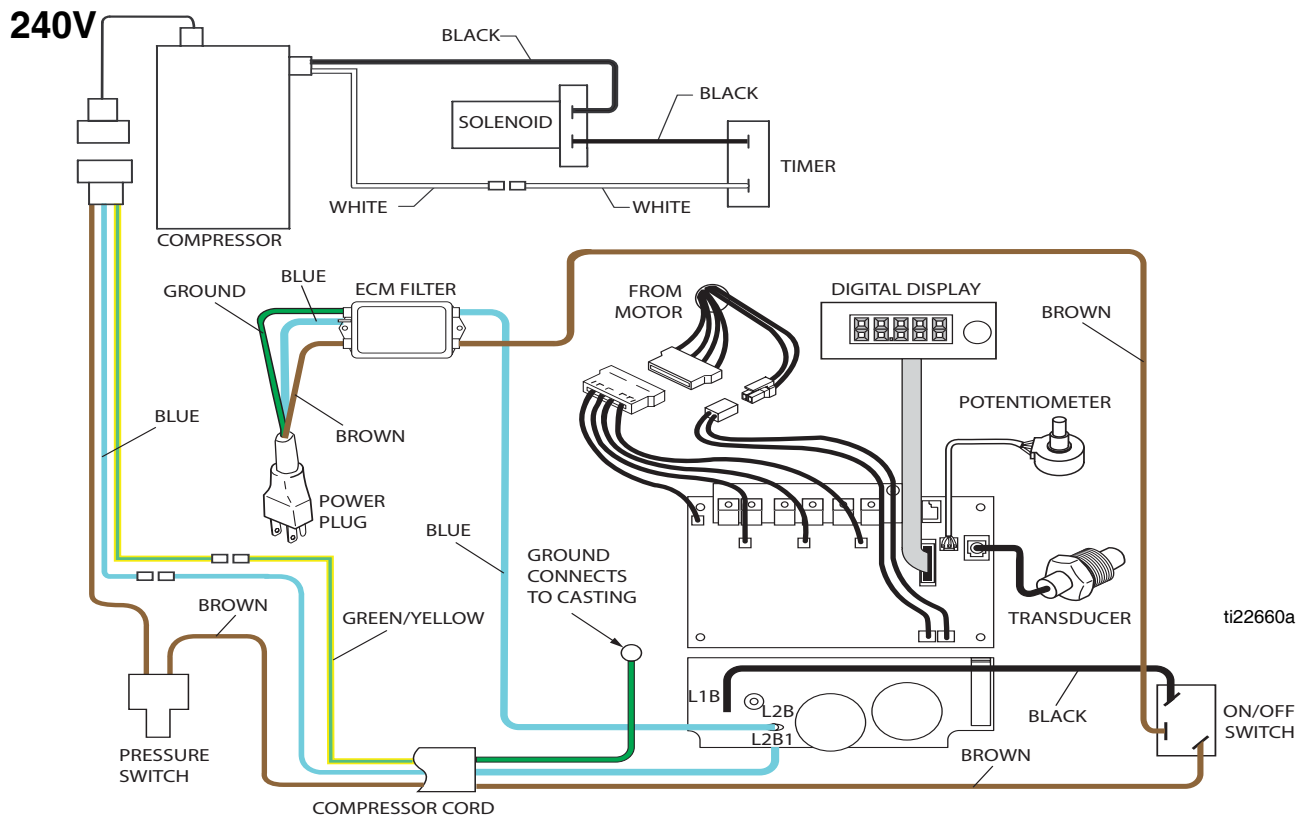 240V
BLACK
BLACK
SOLENOID
TIMER
WHITE
WHITE
COMPRESSOR
BLUE
ECM FILTER
GROUND
FROM
MOTOR
DIGITAL DISPLAY
BROWN
88.888
POTENTIOMETER
BLUE
BROWN
POWER
PLUG
BLUE
GROUND
CONNECTS
TO CASTING
BROWN
GREEN/YELLOW
TRANSDUCER
ti22660a
L1B
L2B
L2B1
BLACK
ON/OFF
SWITCH
PRESSURE
SWITCH
BROWN
COMPRESSOR CORD